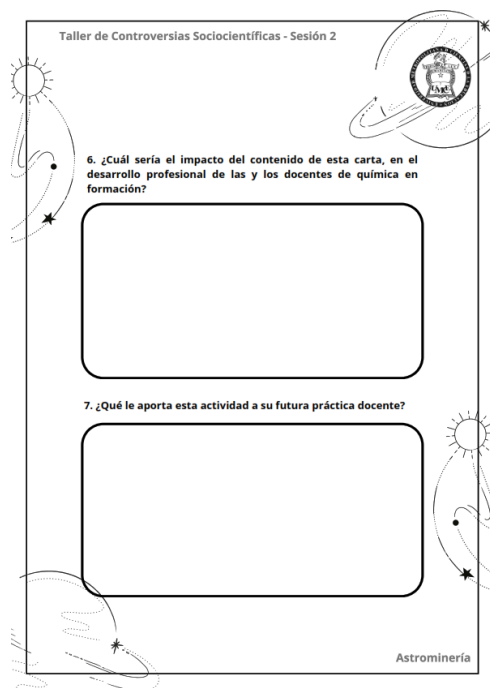 Taller de Controversias Sociocientíficas - Sesión 2
6. ¿Cuál sería el impacto del contenido de esta carta, en el
desarrollo profesional de las y los docentes de química en
formación?
7. ¿Qué le aporta esta actividad a su futura práctica docente?
Astrominería